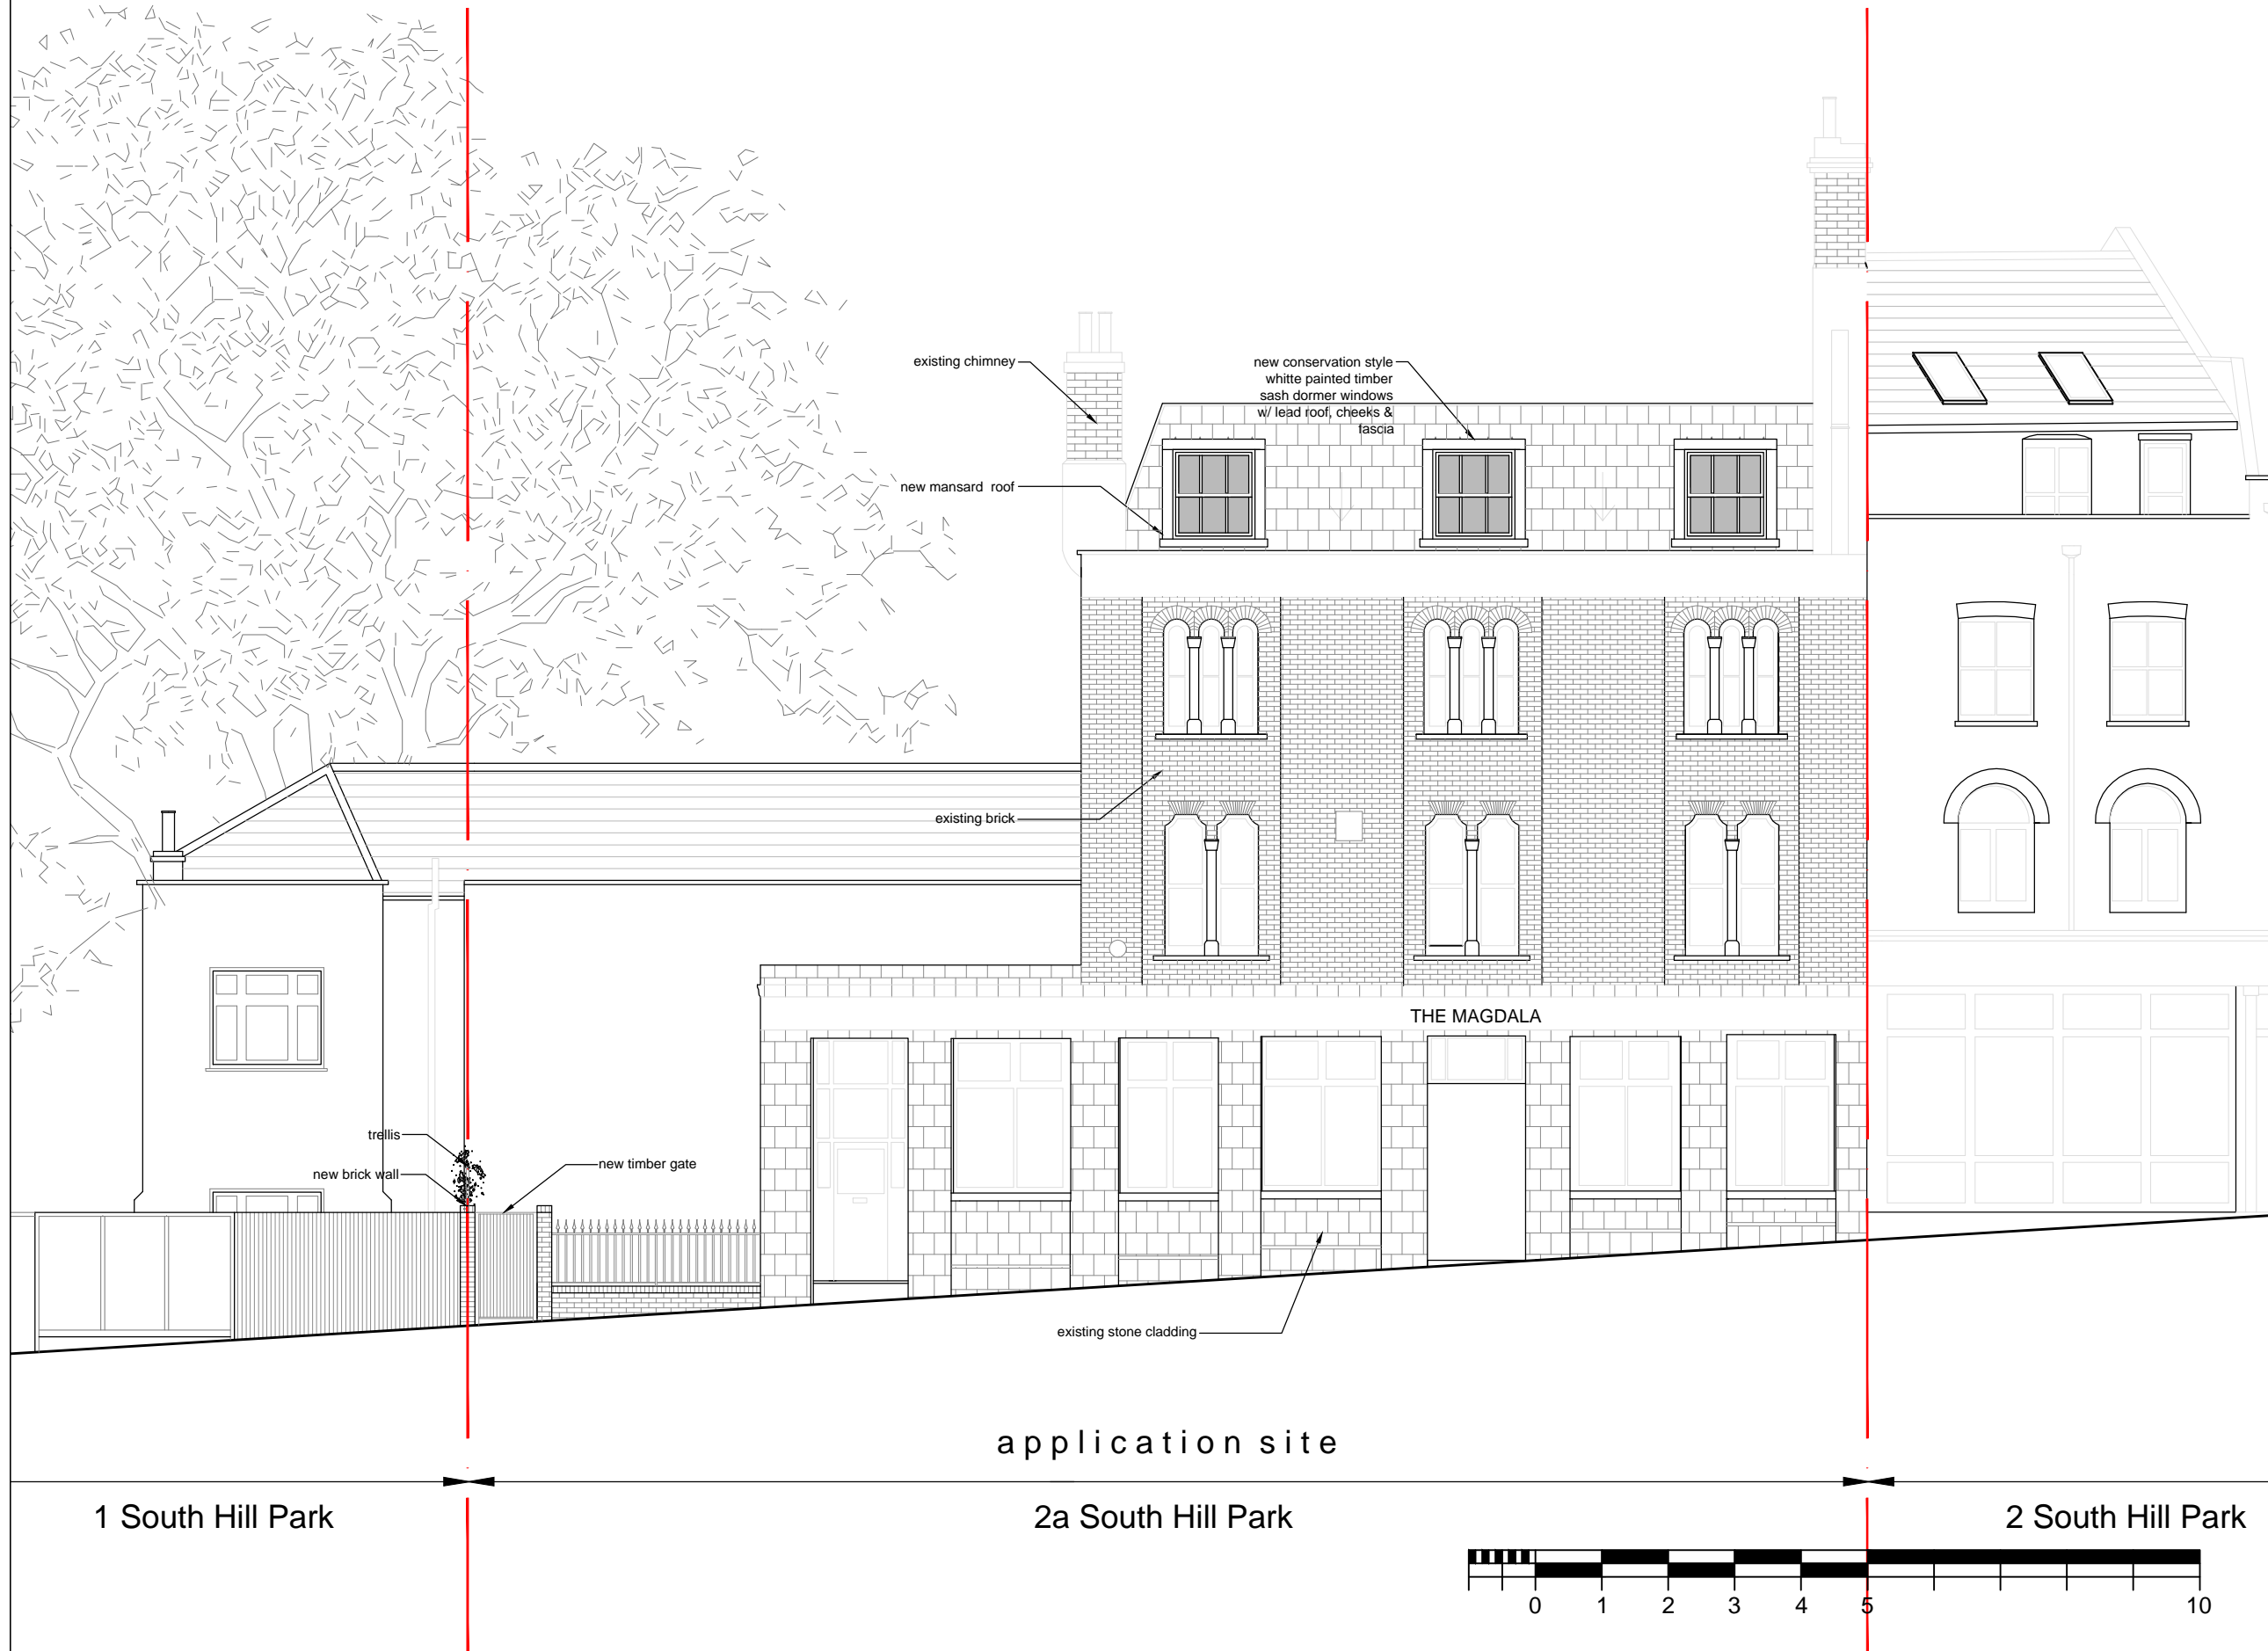 existing chimney
new conservation style
whitte painted timber
sash dormer windows
w/ lead roof, cheeks &
fascia
new mansard roof
existing brick
THE MAGDALA
trellis
new brick wall
new timber gate
existing stone cladding
application site
1 South Hill Park
2a South Hill Park
2 South Hill Park
0 1 2 3 4 5 10